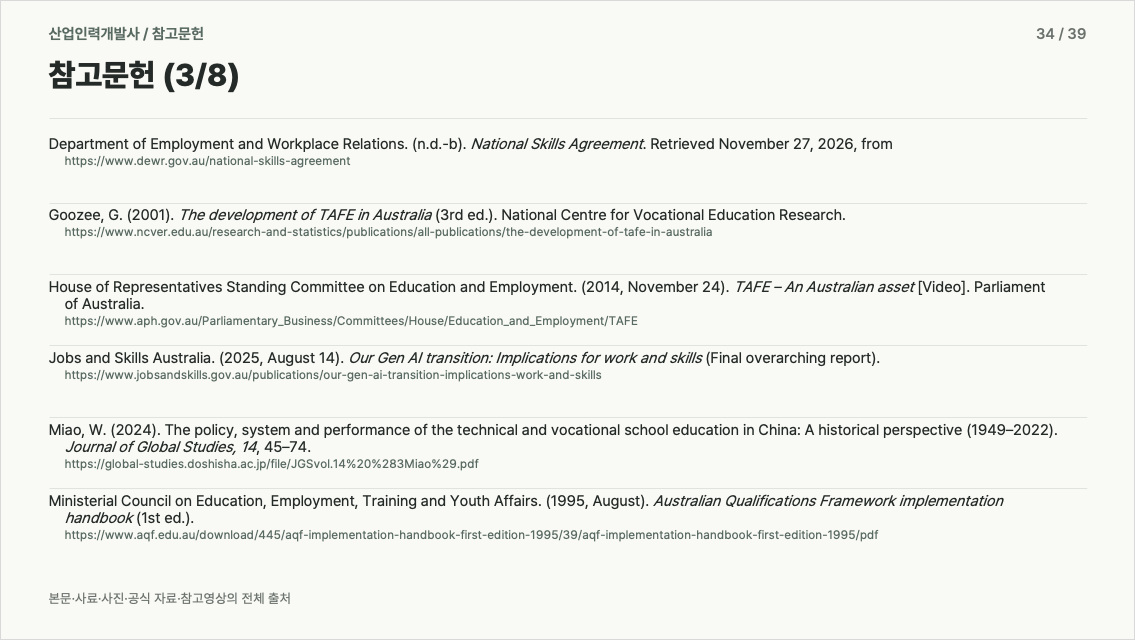 산업인력개발사 / 참고문헌
34 / 39
참고문헌 (3/8)
Department of Employment and Workplace Relations. (n.d.-b). National Skills Agreement. Retrieved November 27, 2026, from
https://www.dewr.gov.au/national-skills-agreement
Goozee, G. (2001). The development of TAFE in Australia (3rd ed.). National Centre for Vocational Education Research.
https://www.ncver.edu.au/research-and-statistics/publications/all-publications/the-development-of-tafe-in-australia
House of Representatives Standing Committee on Education and Employment. (2014, November 24). TAFE – An Australian asset [Video]. Parliament
of Australia.
https://www.aph.gov.au/Parliamentary_Business/Committees/House/Education_and_Employment/TAFE
Jobs and Skills Australia. (2025, August 14). Our Gen AI transition: Implications for work and skills (Final overarching report).
https://www.jobsandskills.gov.au/publications/our-gen-ai-transition-implications-work-and-skills
Miao, W. (2024). The policy, system and performance of the technical and vocational school education in China: A historical perspective (1949–2022).
Journal of Global Studies, 14, 45–74.
https://global-studies.doshisha.ac.jp/file/JGSvol.14%20%283Miao%29.pdf
Ministerial Council on Education, Employment, Training and Youth Affairs. (1995, August). Australian Qualifications Framework implementation
handbook (1st ed.).
https://www.aqf.edu.au/download/445/aqf-implementation-handbook-first-edition-1995/39/aqf-implementation-handbook-first-edition-1995/pdf
본문·사료·사진·공식 자료·참고영상의 전체 출처